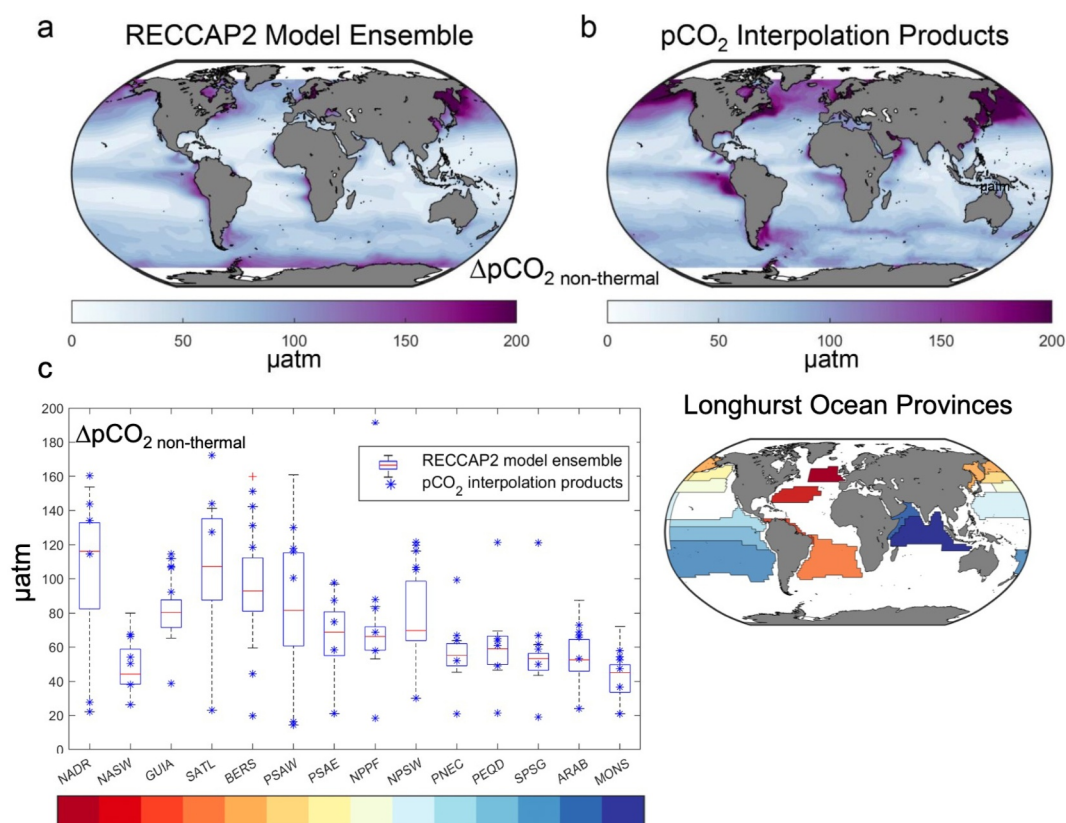 a
RECCAP2 Model Ensemble
b
pCO2 Interpolation Products
µatm
ΔpCO2 non-thermal
0 50 100 150 200
µatm
0 50 100 150 200
µatm
c
Longhurst Ocean Provinces
200
180
160
140
120
100
80
60
40
20
0
µatm
ΔpCO2 non-thermal
RECCAP2 model ensemble
pCO2 interpolation products
NADR NASW GUIA SATL BERS PSAW PSAE NPPF NPSW PNEC PEQD SPSG ARAB MONS